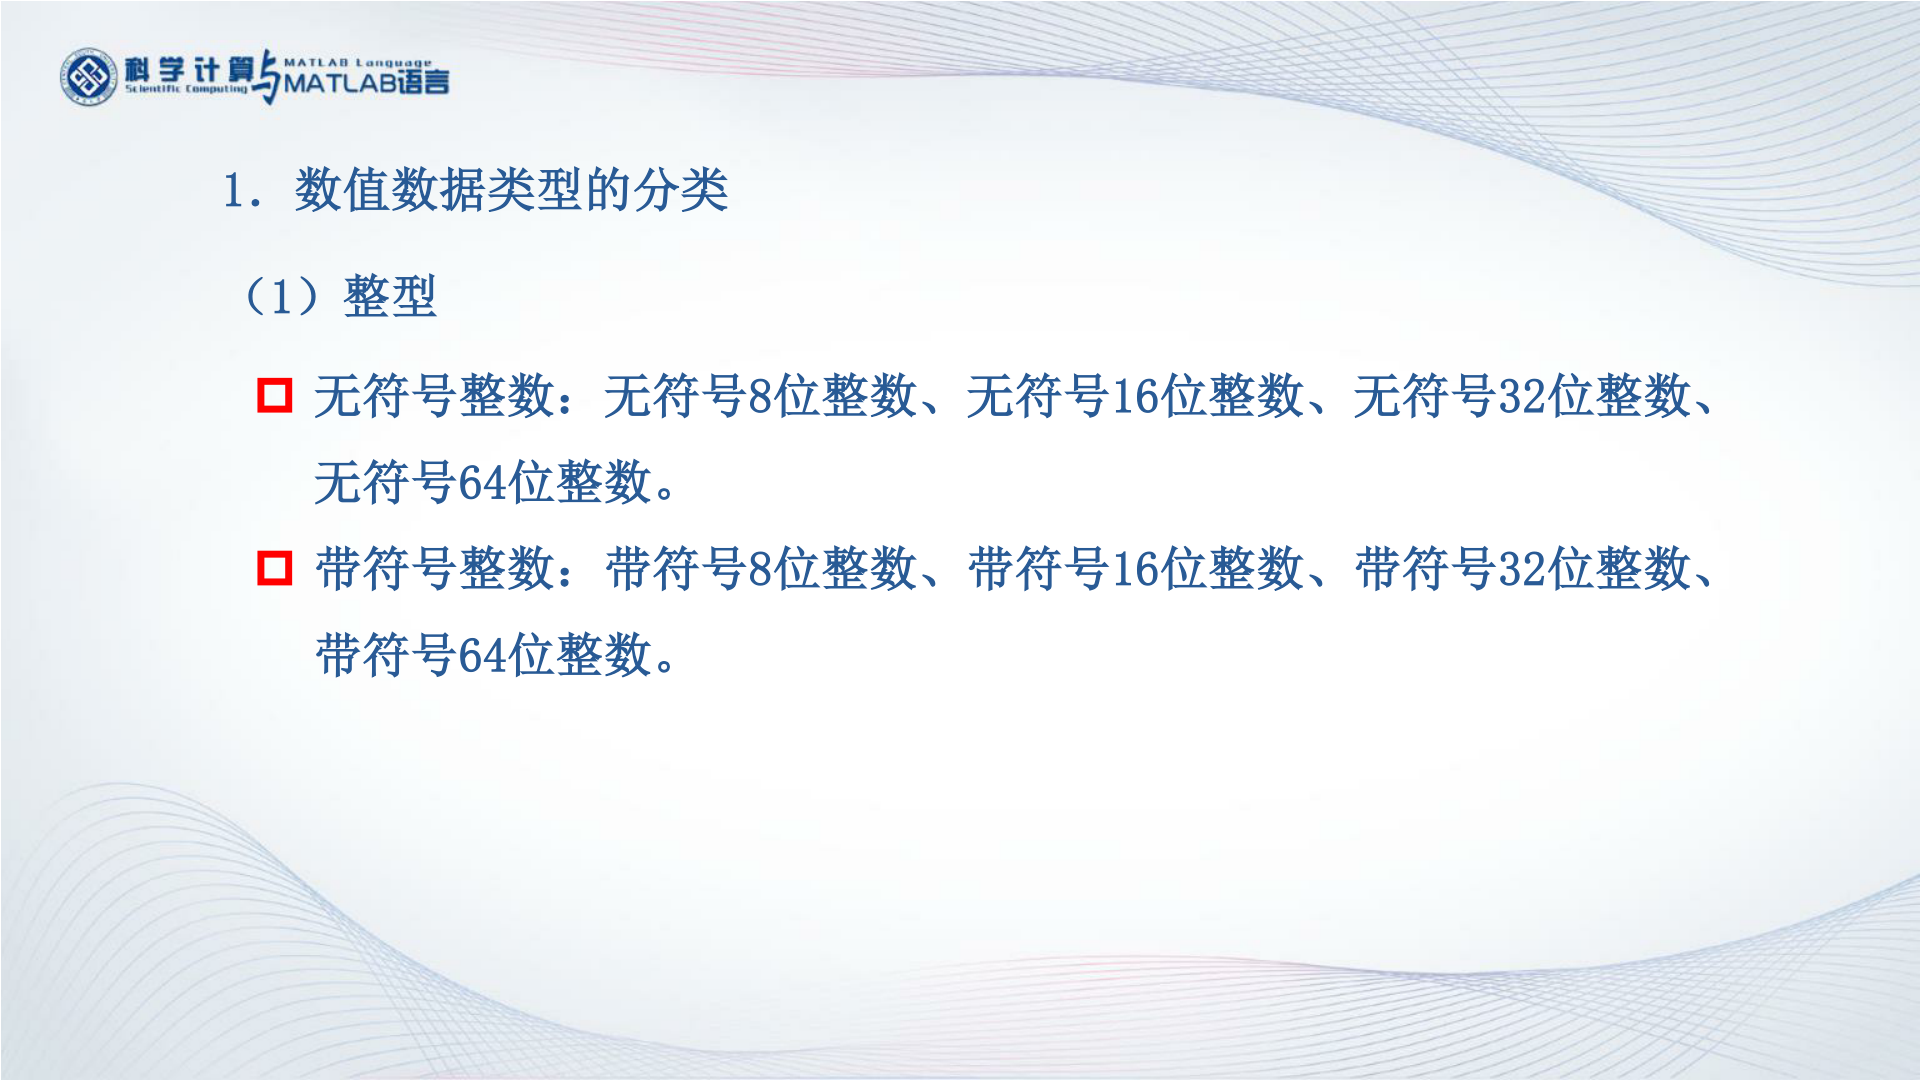 科学计算与MATLAB语言
Scientific Computing MATLAB Language
1．数值数据类型的分类
（1）整型
无符号整数：无符号8位整数、无符号16位整数、无符号32位整数、
无符号64位整数。
带符号整数：带符号8位整数、带符号16位整数、带符号32位整数、
带符号64位整数。